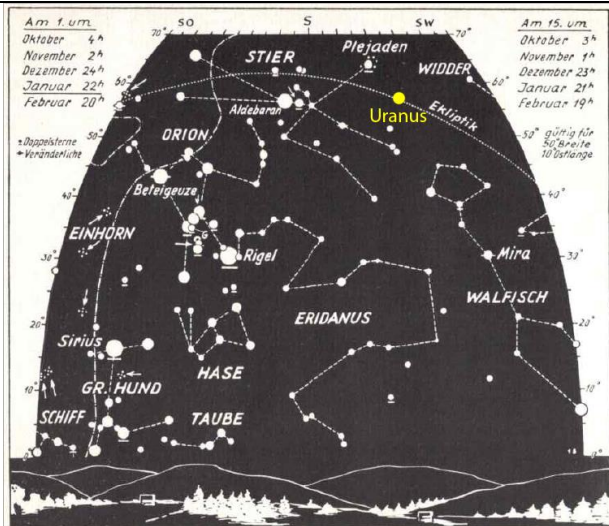 Am 1. um
Oktober 4h
November 2h
Dezember 24h
Januar 22h
Februar 20h
Am 15. um
Oktober 3h
November 1h
Dezember 23h
Januar 21h
Februar 19h
gültig für
50° Breite
10° Ostlänge
Doppelsterne
Veränderliche
SO
S
SW
70°
70°
60°
60°
50°
50°
40°
40°
30°
30°
20°
20°
10°
10°
0°
0°
STIER
Plejaden
WIDDER
Aldebaran
Uranus
Ekliptik
ORION
Beteigeuze
EINHORN
Rigel
Mira
WALFISCH
ERIDANUS
Sirius
HASE
GR. HUND
SCHIFF
TAUBE